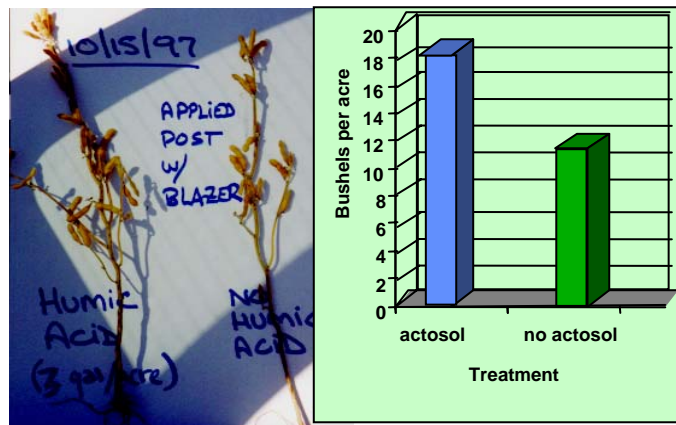 10/15/97
APPLIED
POST
W/
BLAZER
HUMIC
ACID
(3 gal/acre)
NO
HUMIC
ACID
Bushels per acre
20
18
16
14
12
10
8
6
4
2
0
actosol no actosol
Treatment